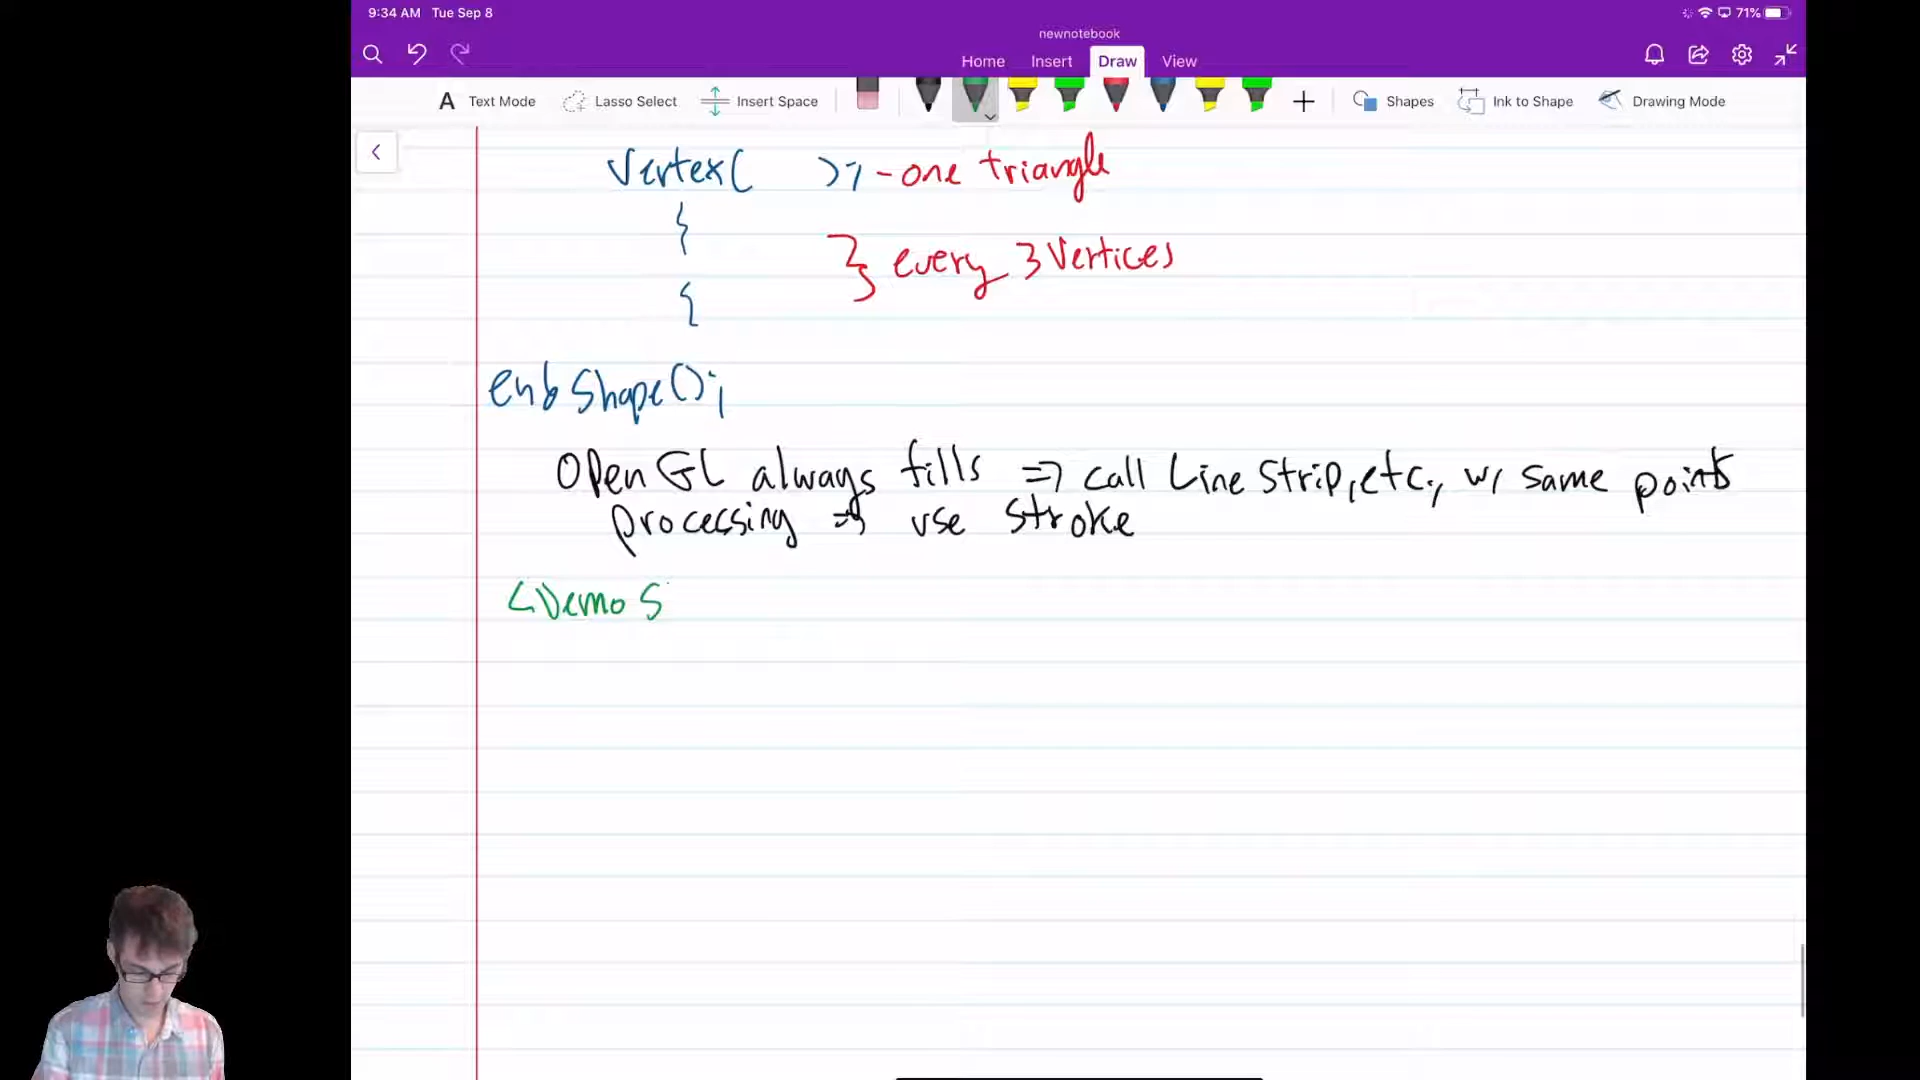 9:34 AM Tue Sep 8
71%
newnotebook
Home Insert Draw View
A Text Mode Lasso Select Insert Space Shapes Ink to Shape Drawing Mode
Vertex( ); - one triangle
} every 3 Vertices
endShape();
OpenGL always fills => call Line Strip, etc., w/ same points
processing => use stroke
<Demo S